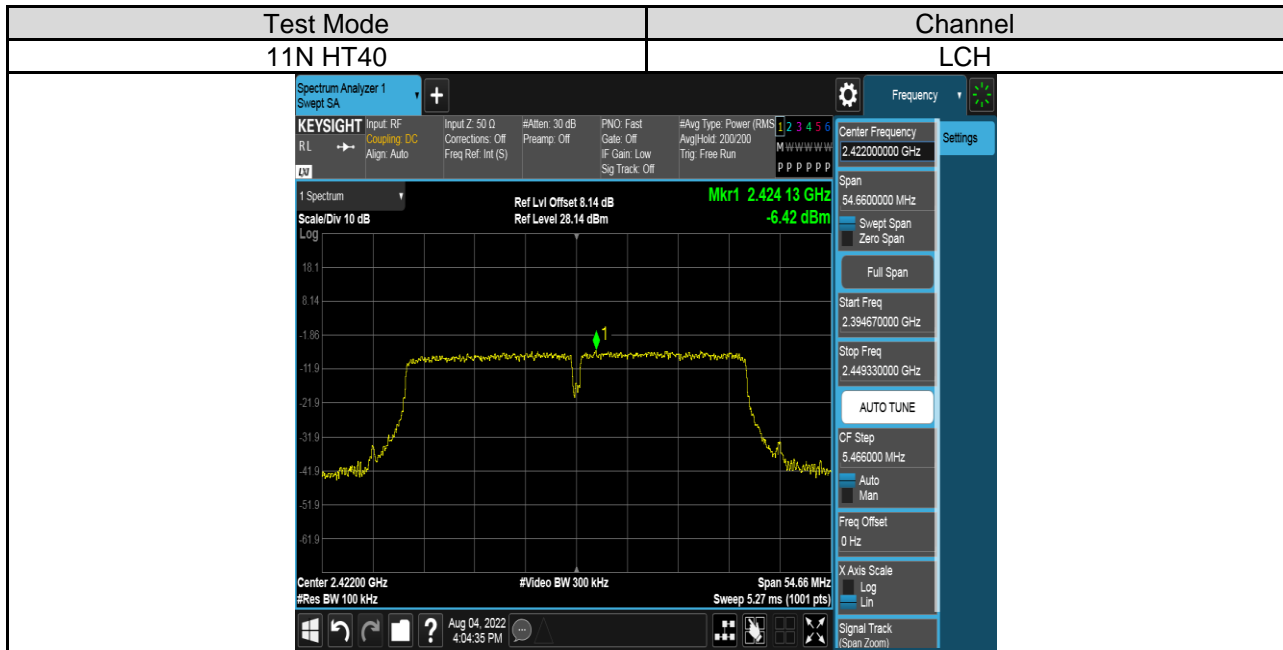 Test Mode Channel
11N HT40 LCH
Spectrum Analyzer 1
Swept SA
+
Frequency
KEYSIGHT
RL
LXI
Input: RF
Coupling: DC
Align: Auto
Input Z: 50 Ω
Corrections: Off
Freq Ref: Int (S)
#Atten: 30 dB
Preamp: Off
PNO: Fast
Gate: Off
IF Gain: Low
Sig Track: Off
#Avg Type: Power (RMS
Avg|Hold: 200/200
Trig: Free Run
1 2 3 4 5 6
M W W W W W
P P P P P P
1 Spectrum
Scale/Div 10 dB
Log
Ref Lvl Offset 8.14 dB
Ref Level 28.14 dBm
Mkr1 2.424 13 GHz
-6.42 dBm
18.1
8.14
-1.86
-11.9
-21.9
-31.9
-41.9
-51.9
-61.9
1
Center 2.42200 GHz
#Res BW 100 kHz
#Video BW 300 kHz
Span 54.66 MHz
Sweep 5.27 ms (1001 pts)
Center Frequency
2.422000000 GHz
Settings
Span
54.6600000 MHz
Swept Span
Zero Span
Full Span
Start Freq
2.394670000 GHz
Stop Freq
2.449330000 GHz
AUTO TUNE
CF Step
5.466000 MHz
Auto
Man
Freq Offset
0 Hz
X Axis Scale
Log
Lin
Signal Track
(Span Zoom)
?
Aug 04, 2022
4:04:35 PM